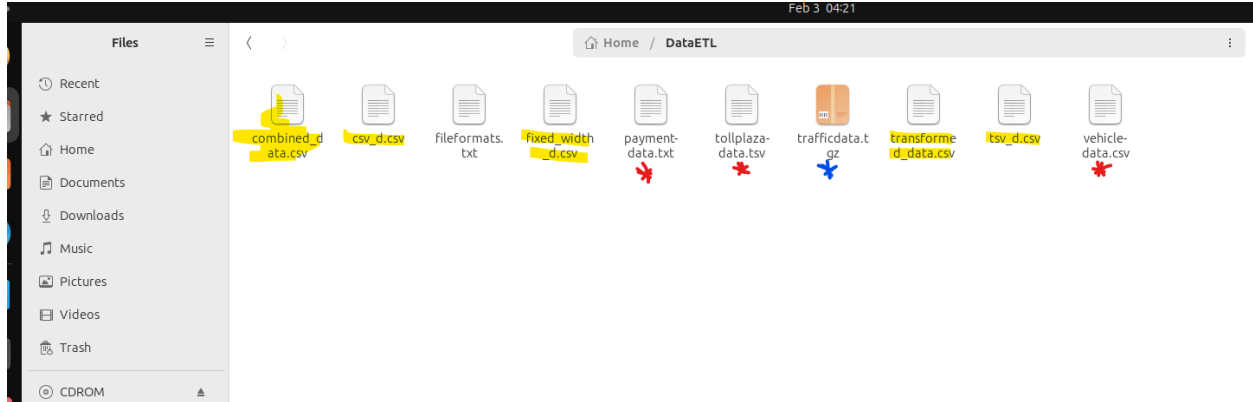 Feb 3 04:21
Files
Home / DataETL
Recent
Starred
Home
Documents
Downloads
Music
Pictures
Videos
Trash
CDROM
combined_d
ata.csv
csv_d.csv
fileformats.
txt
fixed_width
_d.csv
payment-
data.txt
tollplaza-
data.tsv
trafficdata.t
gz
transforme
d_data.csv
tsv_d.csv
vehicle-
data.csv